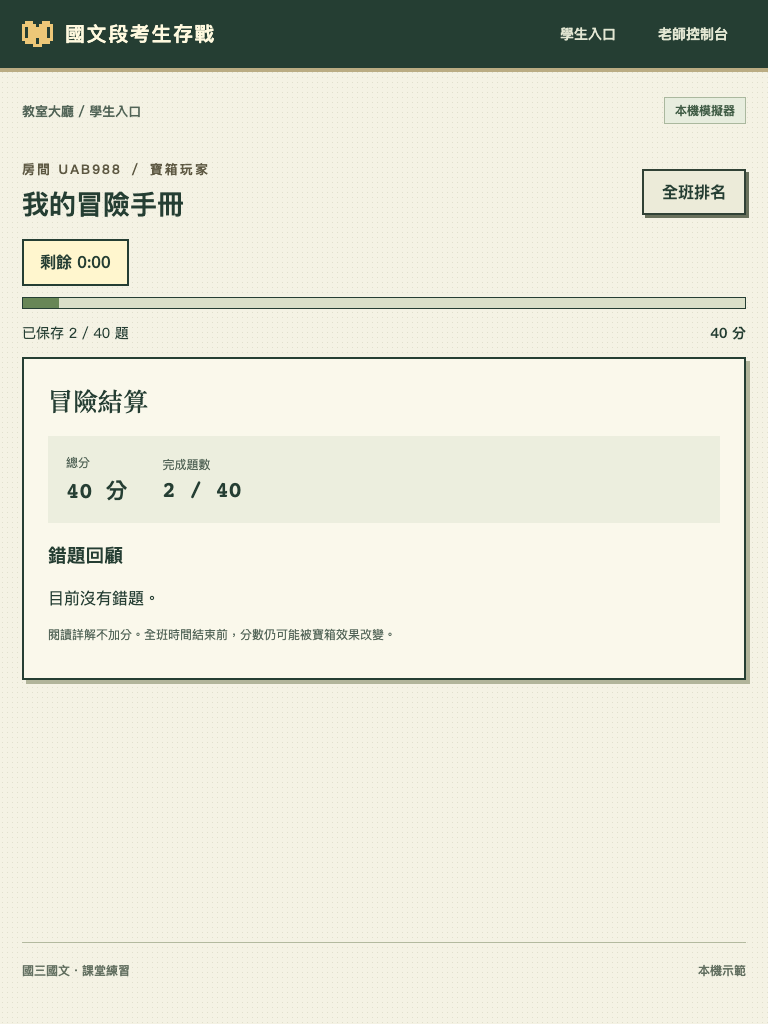 國文段考生存戰
學生入口
老師控制台
教室大廳 / 學生入口
本機模擬器
房間 UAB988 / 寶箱玩家
我的冒險手冊
全班排名
剩餘 0:00
已保存 2 / 40 題
40 分
冒險結算
總分
40 分
完成題數
2 / 40
錯題回顧
目前沒有錯題。
閱讀詳解不加分。全班時間結束前，分數仍可能被寶箱效果改變。
國三國文 · 課堂練習
本機示範